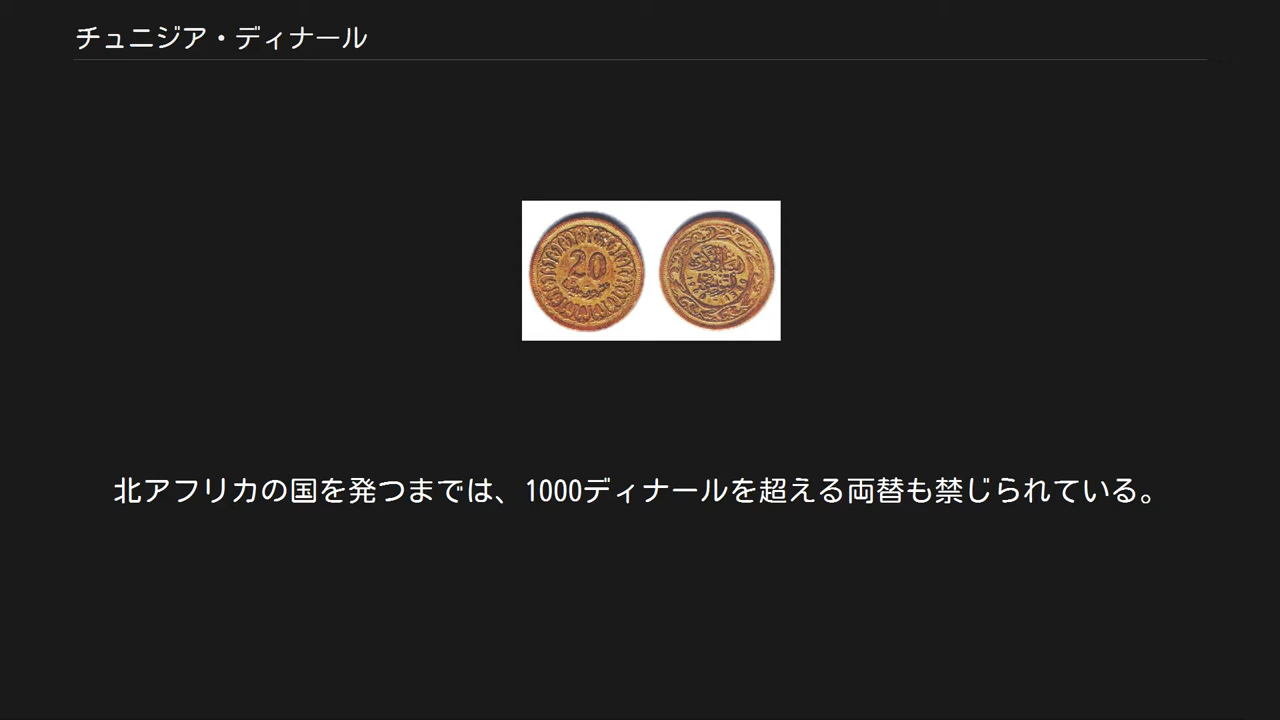 チュニジア・ディナール
20
北アフリカの国を発つまでは、1000ディナールを超える両替も禁じられている。